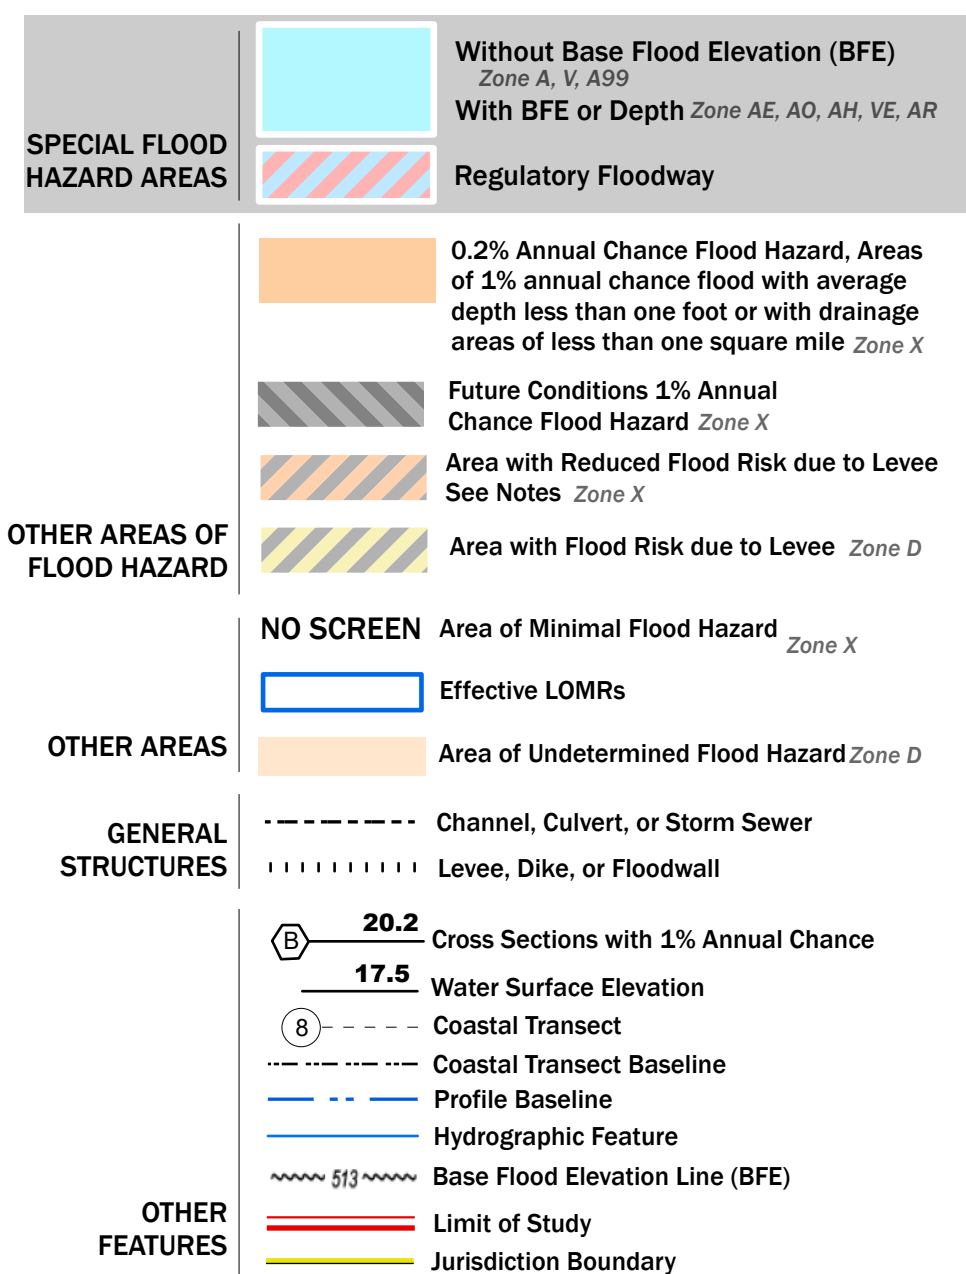 SPECIAL FLOOD
HAZARD AREAS
Without Base Flood Elevation (BFE)
Zone A, V, A99
With BFE or Depth Zone AE, AO, AH, VE, AR
Regulatory Floodway
OTHER AREAS OF
FLOOD HAZARD
0.2% Annual Chance Flood Hazard, Areas
of 1% annual chance flood with average
depth less than one foot or with drainage
areas of less than one square mile Zone X
Future Conditions 1% Annual
Chance Flood Hazard Zone X
Area with Reduced Flood Risk due to Levee
See Notes Zone X
Area with Flood Risk due to Levee Zone D
OTHER AREAS
NO SCREEN Area of Minimal Flood Hazard Zone X
Effective LOMRs
Area of Undetermined Flood Hazard Zone D
GENERAL
STRUCTURES
Channel, Culvert, or Storm Sewer
Levee, Dike, or Floodwall
OTHER
FEATURES
B 20.2 Cross Sections with 1% Annual Chance
17.5 Water Surface Elevation
8 Coastal Transect
Coastal Transect Baseline
Profile Baseline
Hydrographic Feature
513 Base Flood Elevation Line (BFE)
Limit of Study
Jurisdiction Boundary